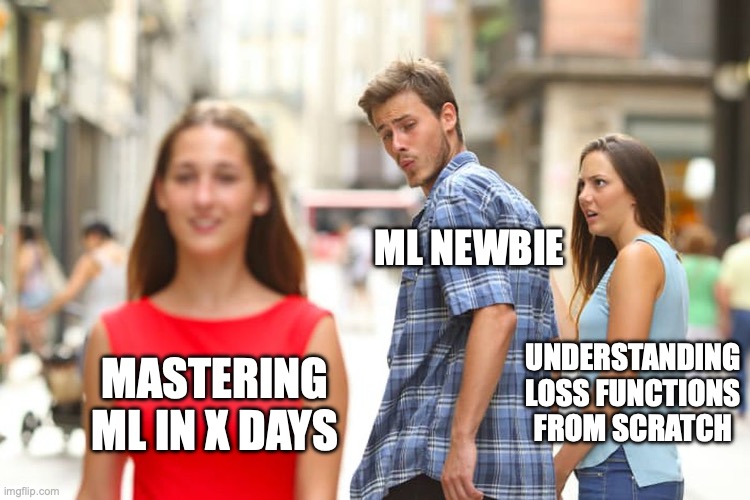 ML NEWBIE
MASTERING
ML IN X DAYS
UNDERSTANDING
LOSS FUNCTIONS
FROM SCRATCH
imgflip.com